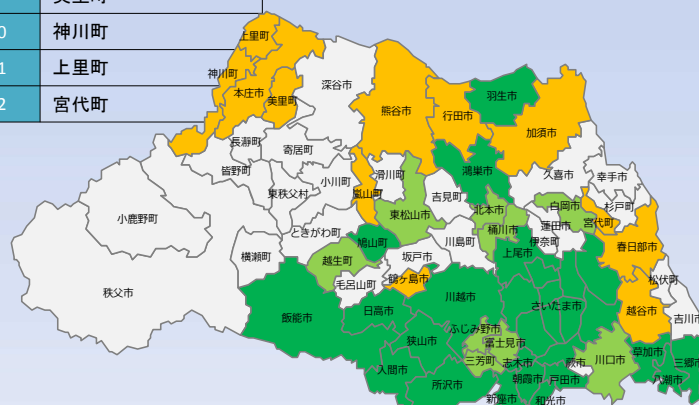 美里町
0 神川町
1 上里町
2 宮代町
上里町
神川町
本庄市
美里町
深谷市
熊谷市
行田市
羽生市
加須市
長瀞町
寄居町
皆野町
小川町
滑川町
嵐山町
東秩父村
小鹿野町
秩父市
横瀬町
ときがわ町
東松山市
吉見町
鴻巣市
北本市
桶川市
久喜市
幸手市
杉戸町
白岡市
宮代町
蓮田市
伊奈町
春日部市
松伏町
越谷市
吉川市
鳩山町
越生町
毛呂山町
坂戸市
鶴ヶ島市
川島町
上尾市
川越市
さいたま市
飯能市
日高市
狭山市
入間市
所沢市
ふじみ野市
富士見市
三芳町
志木市
朝霞市
新座市
和光市
戸田市
蕨市
川口市
草加市
八潮市
三郷市